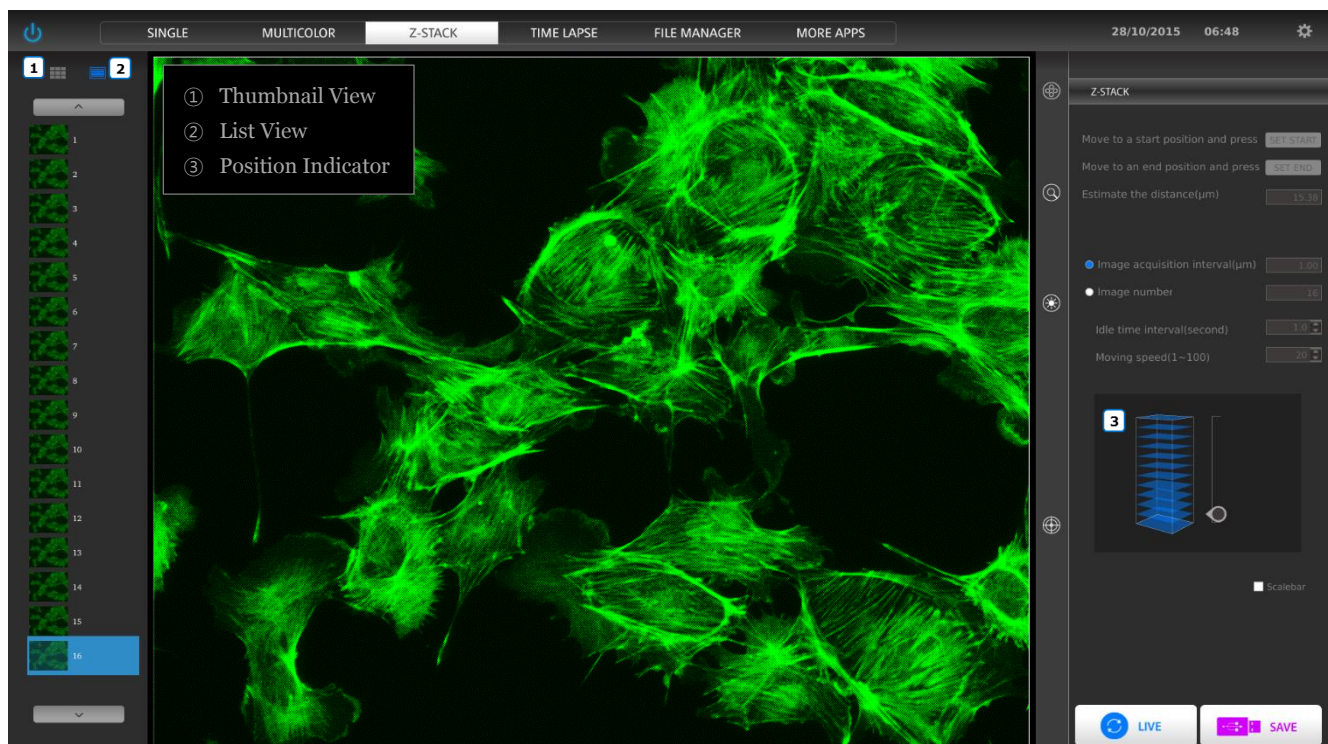 SINGLE MULTICOLOR Z-STACK TIME LAPSE FILE MANAGER MORE APPS 28/10/2015 06:48
1 2
① Thumbnail View
② List View
③ Position Indicator
1
2
3
4
5
6
7
8
9
10
11
12
13
14
15
16
Z-STACK
Move to a start position and press SET START
Move to an end position and press SET END
Estimate the distance(μm) 15.38
Image acquisition interval(μm) 1.00
Image number 16
Idle time interval(second) 1.0
Moving speed(1~100) 20
3
Scalebar
LIVE SAVE